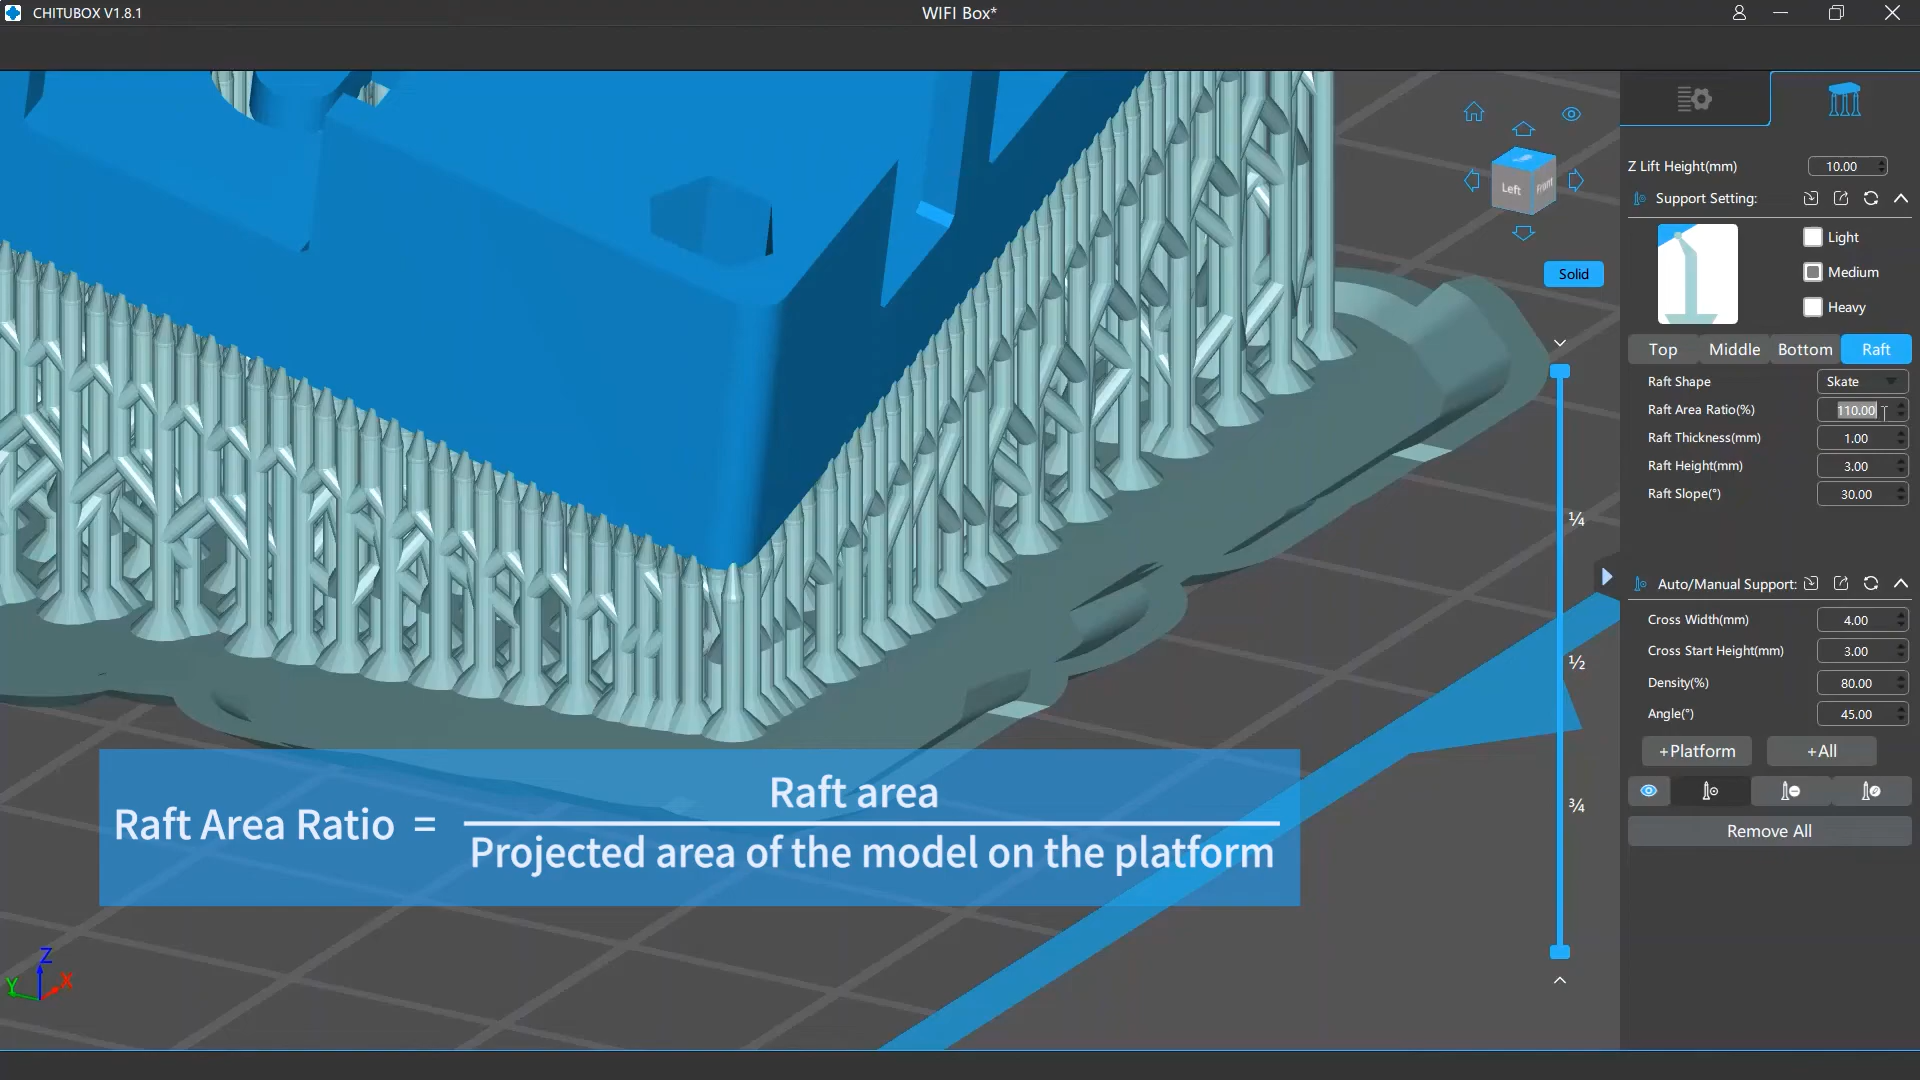 CHITUBOX V1.8.1
WIFI Box*
Z Lift Height(mm) 10.00
Support Setting:
Left
Front
Solid
Light
Medium
Heavy
Top Middle Bottom Raft
Raft Shape Skate
Raft Area Ratio(%) 110.00
Raft Thickness(mm) 1.00
Raft Height(mm) 3.00
Raft Slope(°) 30.00
¼
Auto/Manual Support:
Cross Width(mm) 4.00
Cross Start Height(mm) 3.00
½
Density(%) 80.00
Angle(°) 45.00
+Platform +All
¾
Remove All
Raft area
Raft Area Ratio =
Projected area of the model on the platform
Z
Y
X